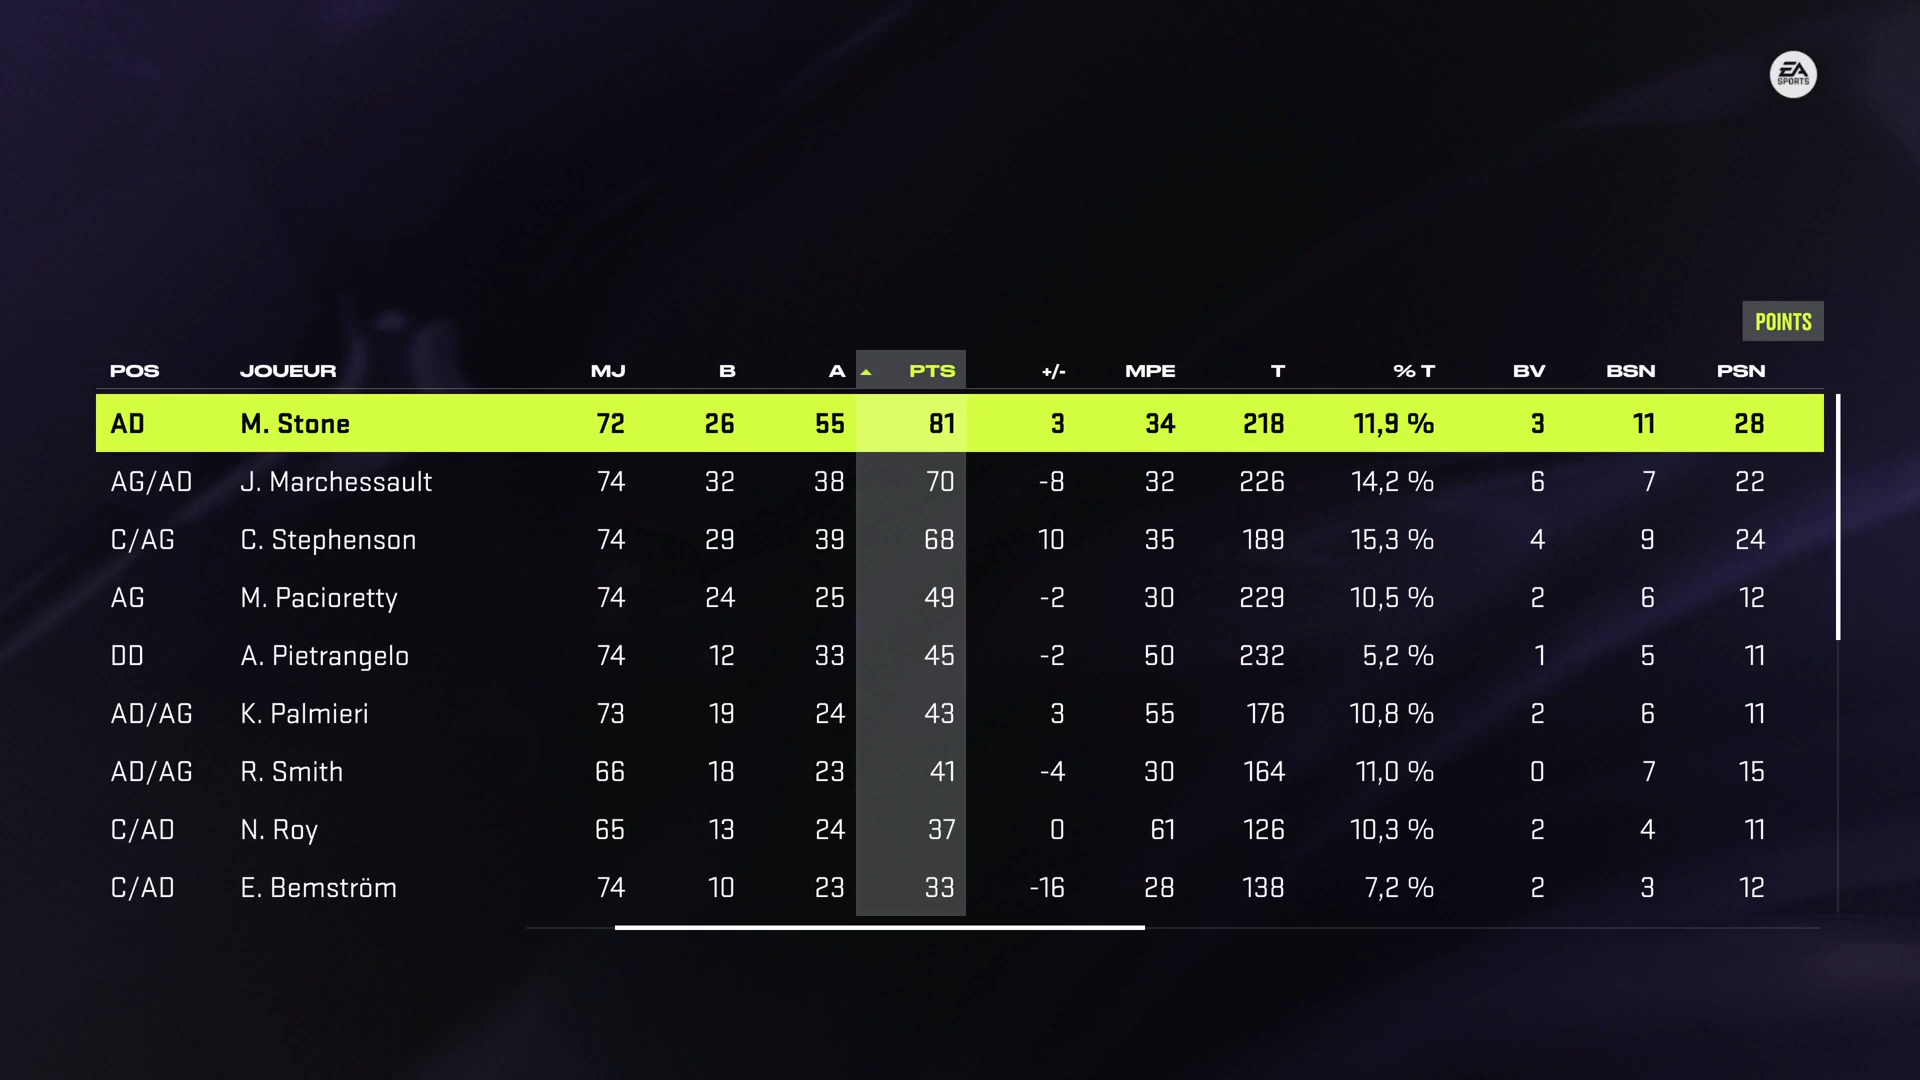 EA SPORTS
POINTS
POS JOUEUR MJ B A PTS +/- MPE T % T BV BSN PSN
AD M. Stone 72 26 55 81 3 34 218 11,9 % 3 11 28
AG/AD J. Marchessault 74 32 38 70 -8 32 226 14,2 % 6 7 22
C/AG C. Stephenson 74 29 39 68 10 35 189 15,3 % 4 9 24
AG M. Pacioretty 74 24 25 49 -2 30 229 10,5 % 2 6 12
DD A. Pietrangelo 74 12 33 45 -2 50 232 5,2 % 1 5 11
AD/AG K. Palmieri 73 19 24 43 3 55 176 10,8 % 2 6 11
AD/AG R. Smith 66 18 23 41 -4 30 164 11,0 % 0 7 15
C/AD N. Roy 65 13 24 37 0 61 126 10,3 % 2 4 11
C/AD E. Bemström 74 10 23 33 -16 28 138 7,2 % 2 3 12